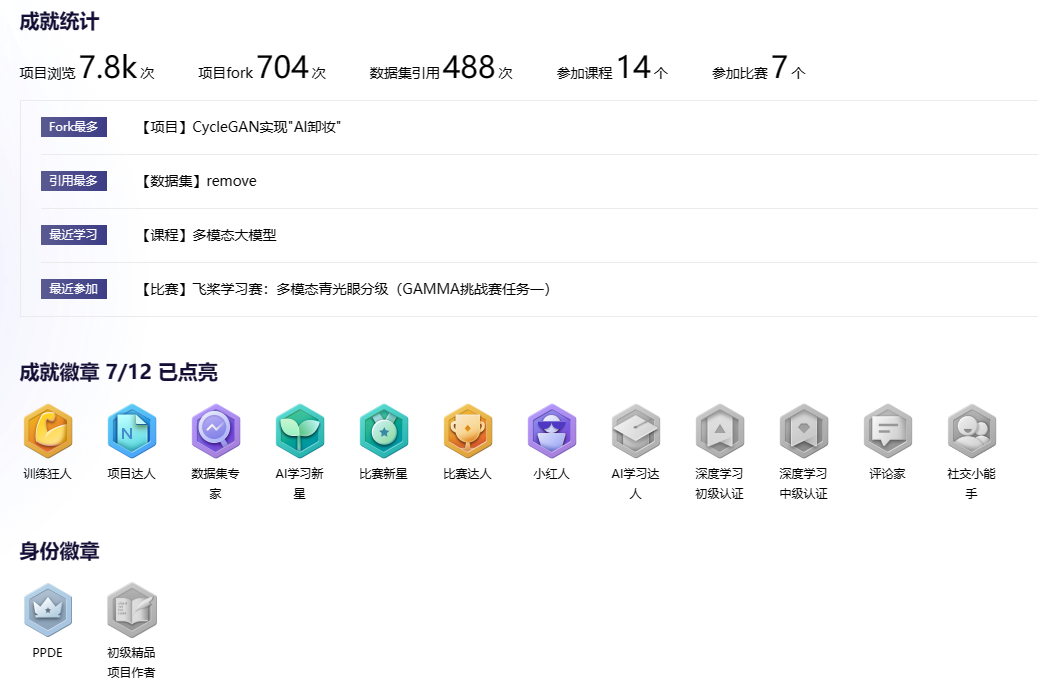 成就统计
项目浏览 7.8k 次 项目fork 704 次 数据集引用 488 次 参加课程 14 个 参加比赛 7 个
Fork最多 【项目】CycleGAN实现"AI卸妆"
引用最多 【数据集】remove
最近学习 【课程】多模态大模型
最近参加 【比赛】飞桨学习赛：多模态青光眼分级（GAMMA挑战赛任务一）
成就徽章 7/12 已点亮
训练狂人 项目达人 数据集专 AI学习新 比赛新星 比赛达人 小红人 AI学习达 深度学习 深度学习 评论家 社交小能
家 星 人 初级认证 中级认证 手
身份徽章
PPDE 初级精品
项目作者